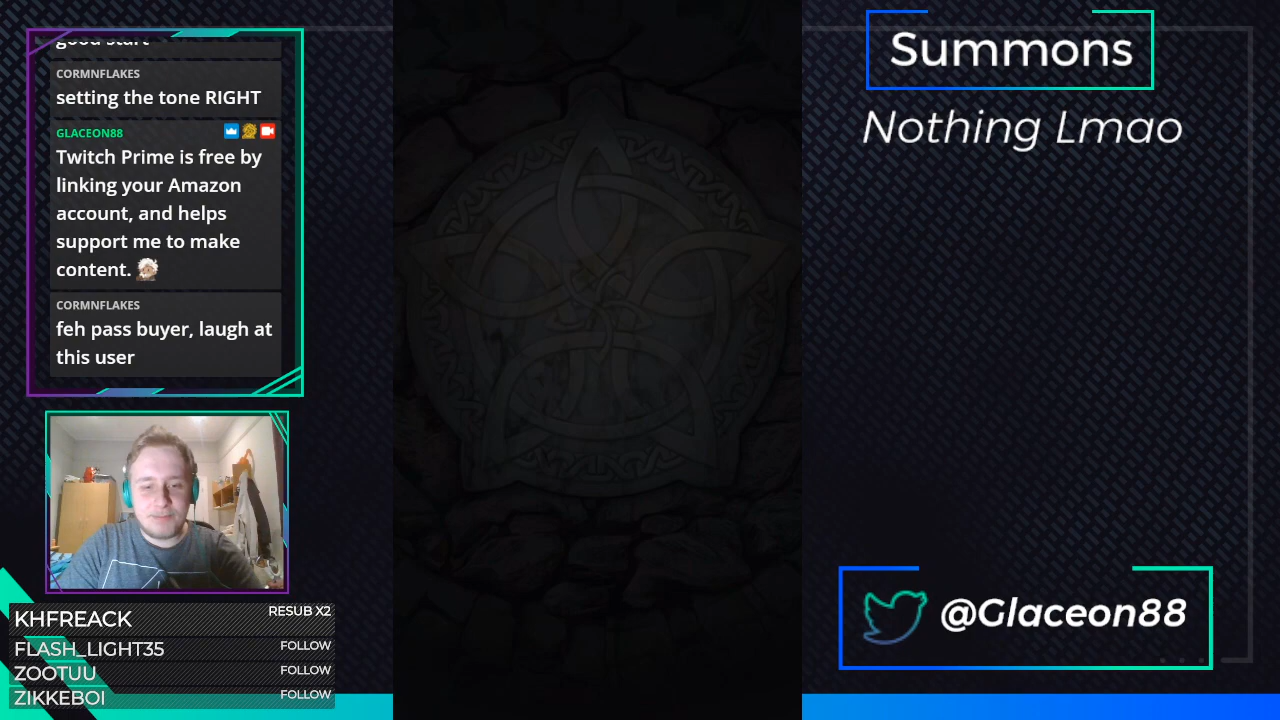 good start
CORMNFLAKES
setting the tone RIGHT
GLACEON88
Twitch Prime is free by
linking your Amazon
account, and helps
support me to make
content.
CORMNFLAKES
feh pass buyer, laugh at
this user
KHFREACK RESUB X2
FLASH_LIGHT35 FOLLOW
ZOOTUU FOLLOW
ZIKKEBOI FOLLOW
Summons
Nothing Lmao
@Glaceon88